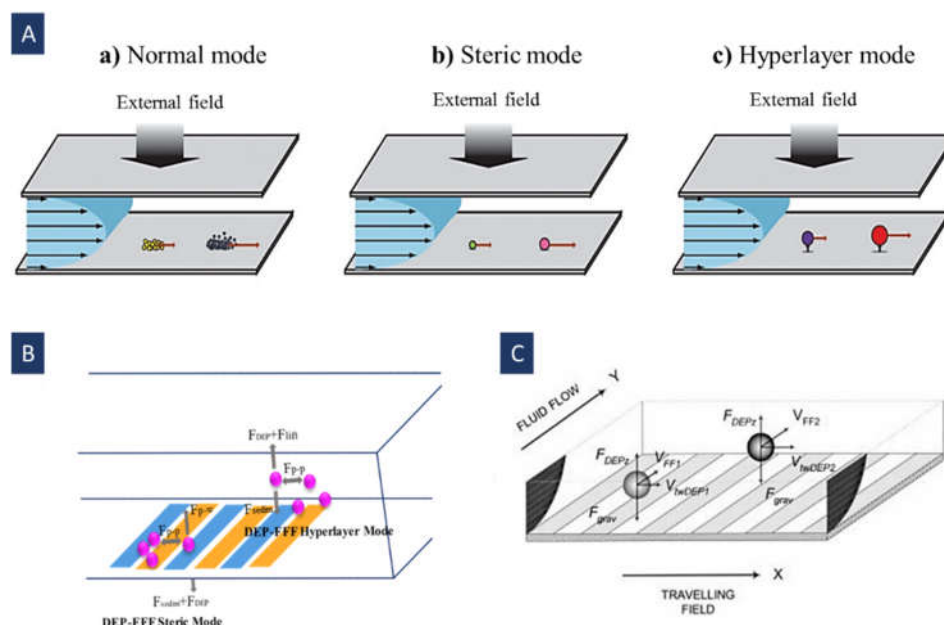 A
a) Normal mode
b) Steric mode
c) Hyperlayer mode
External field
External field
External field
B
FDEP+Flift
FP-P
Fsedim
FP-w
FP-P
DEP-FFF Hyperlayer Mode
Fsedim+FDEP
DEP-FFF Steric Mode
C
FLUID FLOW
Y
FDEPz
VFF2
FDEPz
VFF1
VtwDEP2
VtwDEP1
Fgrav
Fgrav
X
TRAVELLING
FIELD